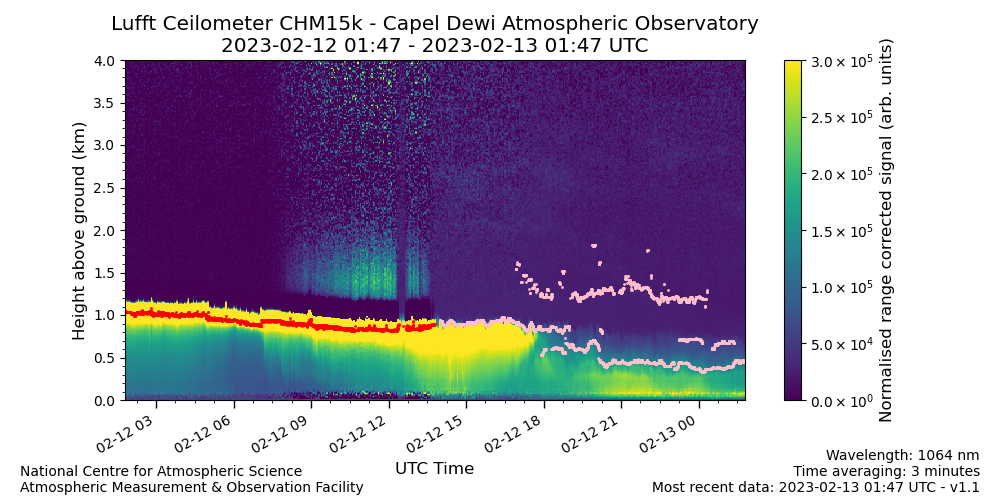 Lufft Ceilometer CHM15k - Capel Dewi Atmospheric Observatory
2023-02-12 01:47 - 2023-02-13 01:47 UTC
Height above ground (km)
4.0
3.5
3.0
2.5
2.0
1.5
1.0
0.5
0.0
02-12 03
02-12 06
02-12 09
02-12 12
02-12 15
02-12 18
02-12 21
02-13 00
UTC Time
3.0 × 10⁵
2.5 × 10⁵
2.0 × 10⁵
1.5 × 10⁵
1.0 × 10⁵
5.0 × 10⁴
0.0 × 10⁰
Normalised range corrected signal (arb. units)
National Centre for Atmospheric Science
Atmospheric Measurement & Observation Facility
Wavelength: 1064 nm
Time averaging: 3 minutes
Most recent data: 2023-02-13 01:47 UTC - v1.1